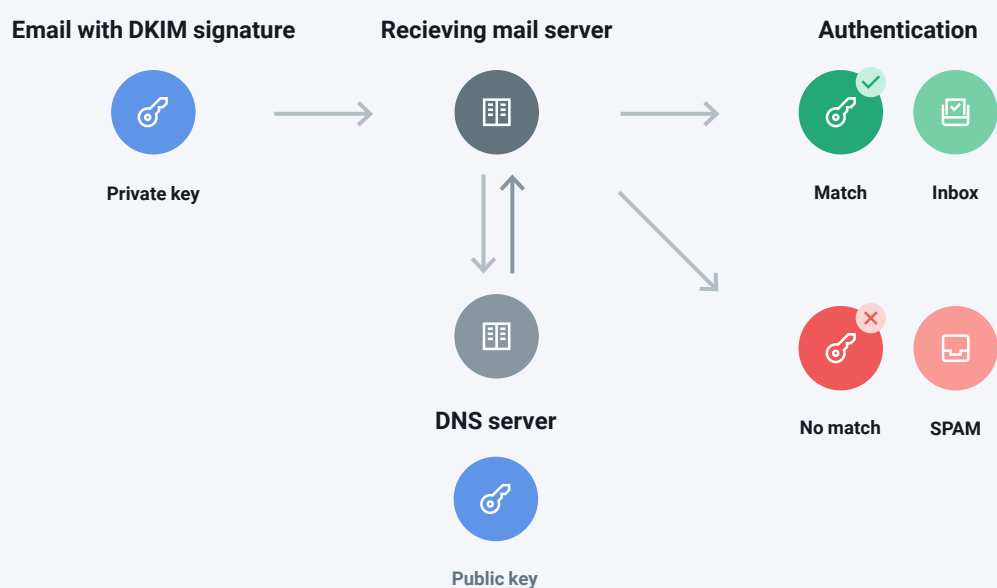 Email with DKIM signature
Recieving mail server
Authentication
Private key
Match
Inbox
DNS server
No match
SPAM
Public key